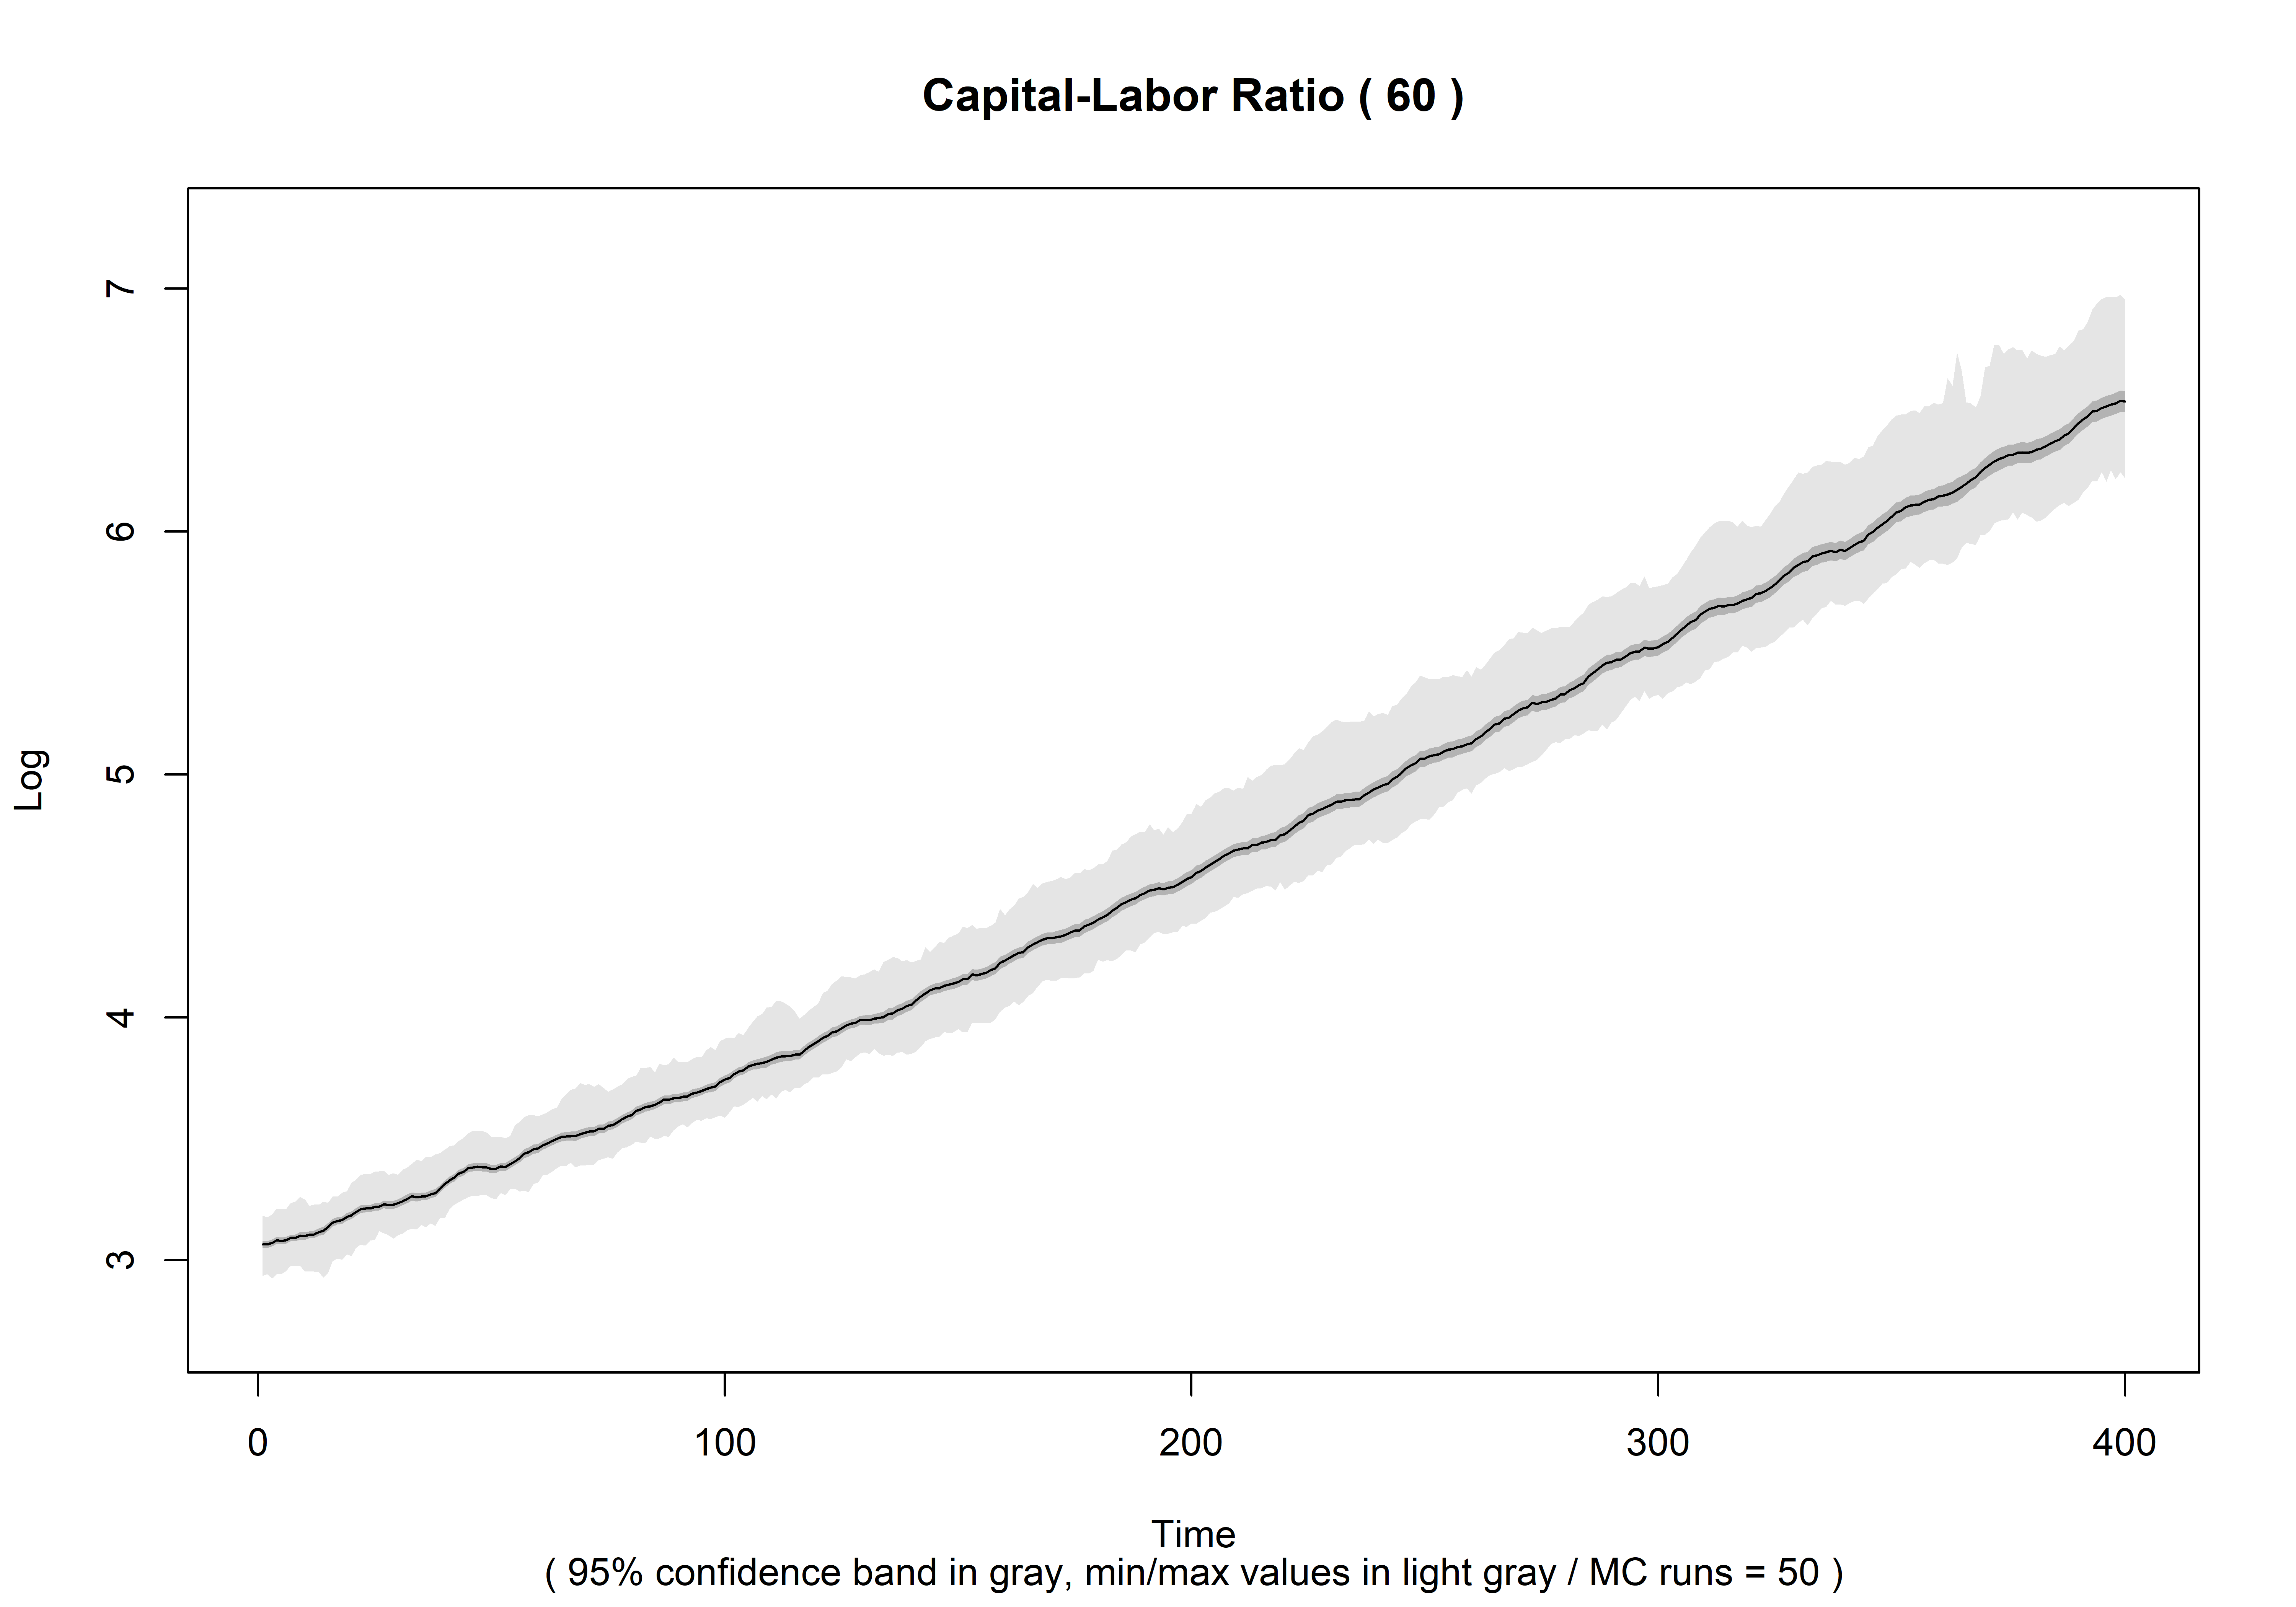 Capital-Labor Ratio ( 60 )
7
6
5
4
3
Log
0 100 200 300 400
Time
( 95% confidence band in gray, min/max values in light gray / MC runs = 50 )